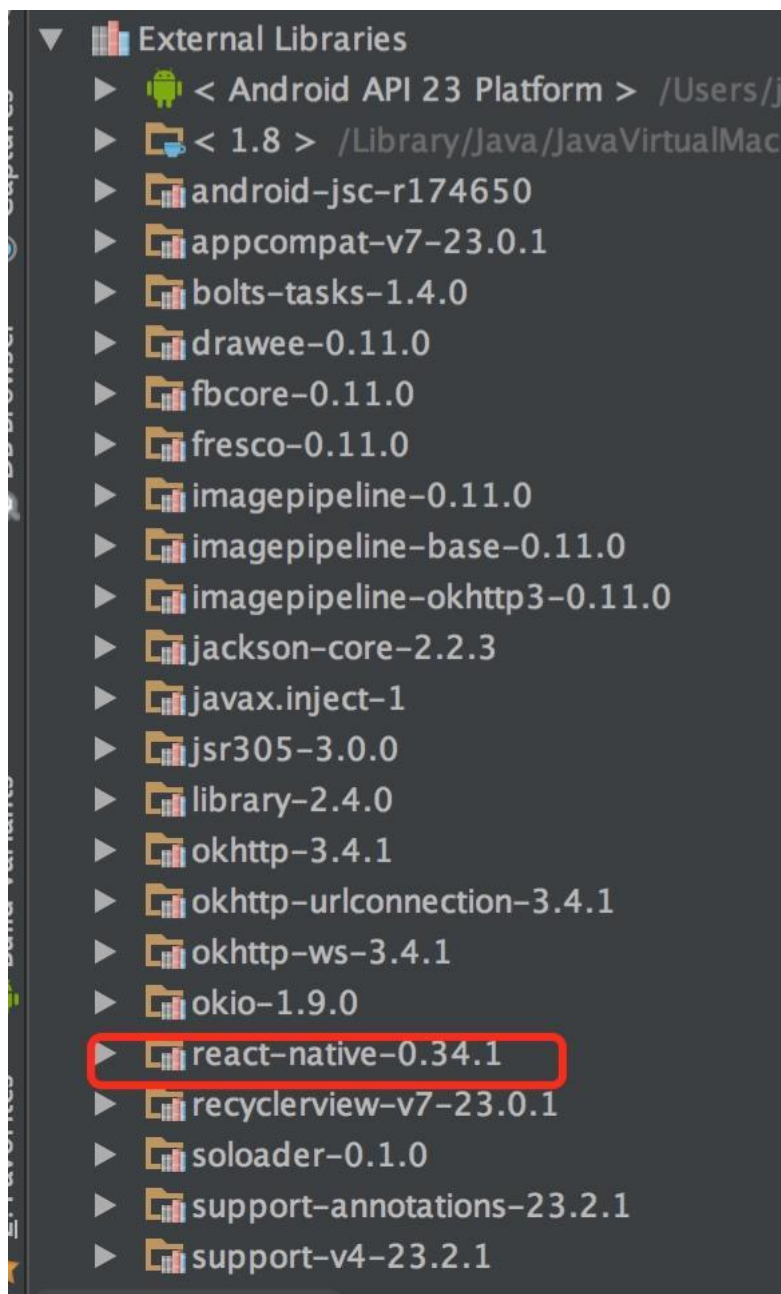 External Libraries
< Android API 23 Platform > /Users/j
< 1.8 > /Library/Java/JavaVirtualMac
android-jsc-r174650
appcompat-v7-23.0.1
bolts-tasks-1.4.0
drawee-0.11.0
fbcore-0.11.0
fresco-0.11.0
imagepipeline-0.11.0
imagepipeline-base-0.11.0
imagepipeline-okhttp3-0.11.0
jackson-core-2.2.3
javax.inject-1
jsr305-3.0.0
library-2.4.0
okhttp-3.4.1
okhttp-urlconnection-3.4.1
okhttp-ws-3.4.1
okio-1.9.0
react-native-0.34.1
recyclerview-v7-23.0.1
soloader-0.1.0
support-annotations-23.2.1
support-v4-23.2.1